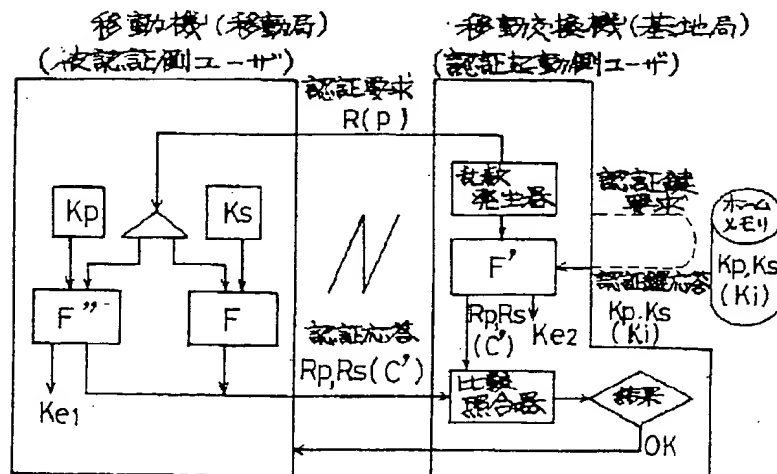 移動機(移動局)
(被認証側ユーザ)
移動交換機(基地局)
(認証起動側ユーザ)
認証要求
R(p)
Kp
Ks
F''
F
Ke1
認証応答
Rp,Rs(C')
乱数
発生器
F'
Rp,Rs
(C')
Ke2
比較
照合器
結果
OK
認証鍵
要求
認証鍵応答
Kp,Ks
(Ki)
ホーム
メモリ
Kp,Ks
(Ki)